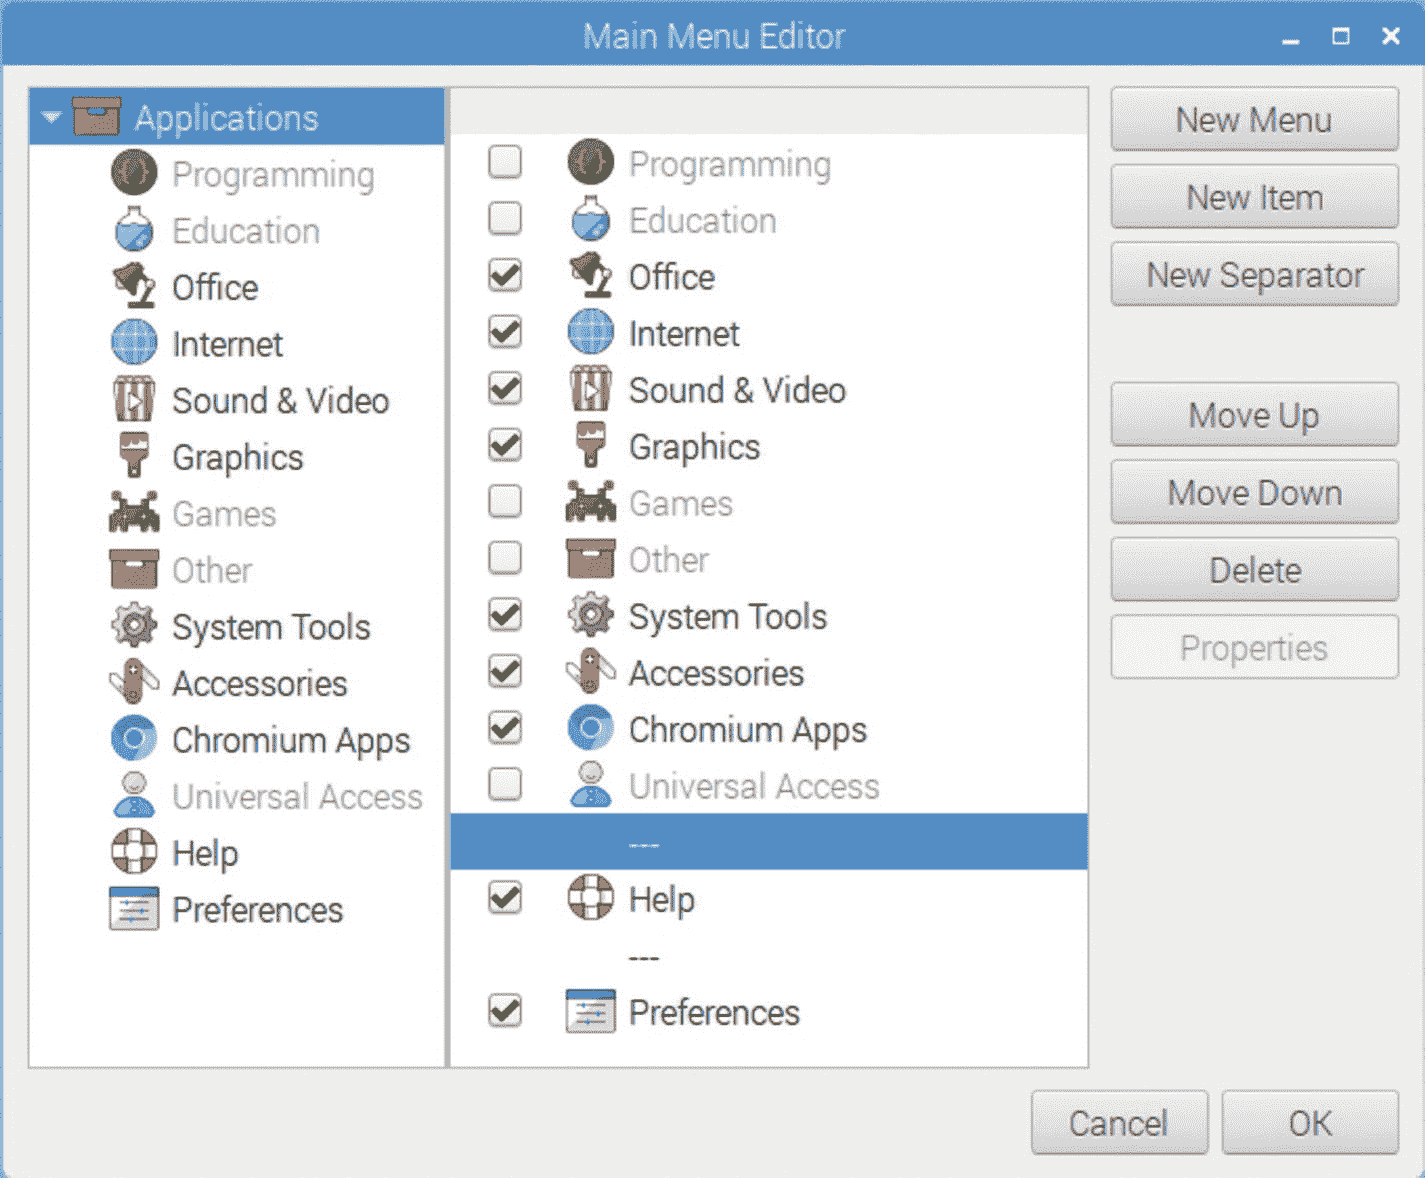 Main Menu Editor
Applications
Programming
Education
Office
Internet
Sound & Video
Graphics
Games
Other
System Tools
Accessories
Chromium Apps
Universal Access
Help
Preferences
Programming
Education
Office
Internet
Sound & Video
Graphics
Games
Other
System Tools
Accessories
Chromium Apps
Universal Access
---
Help
---
Preferences
New Menu
New Item
New Separator
Move Up
Move Down
Delete
Properties
Cancel
OK